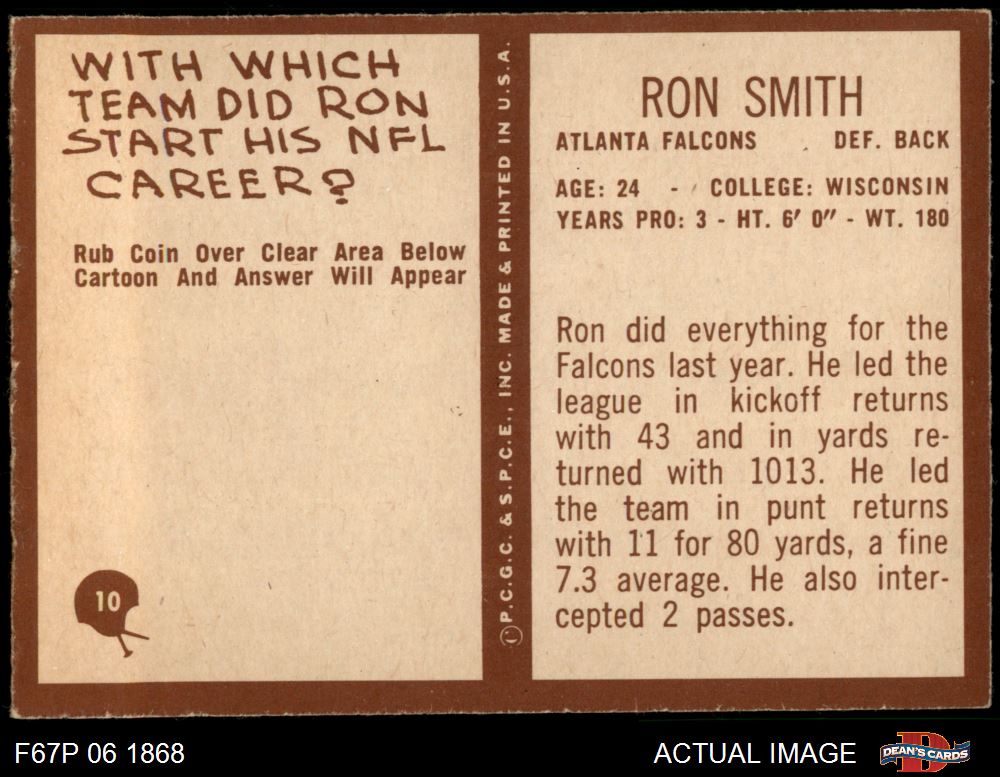 WITH WHICH
TEAM DID RON
START HIS NFL
CAREER?
Rub Coin Over Clear Area Below
Cartoon And Answer Will Appear
10
©P.C.G.C. & S.P.C.E., INC. MADE & PRINTED IN U.S.A.
RON SMITH
ATLANTA FALCONS DEF. BACK
AGE: 24 - COLLEGE: WISCONSIN
YEARS PRO: 3 - HT. 6' 0" - WT. 180
Ron did everything for the
Falcons last year. He led the
league in kickoff returns
with 43 and in yards re-
turned with 1013. He led
the team in punt returns
with 11 for 80 yards, a fine
7.3 average. He also inter-
cepted 2 passes.
F67P 06 1868
ACTUAL IMAGE
D
DEAN'S CARDS